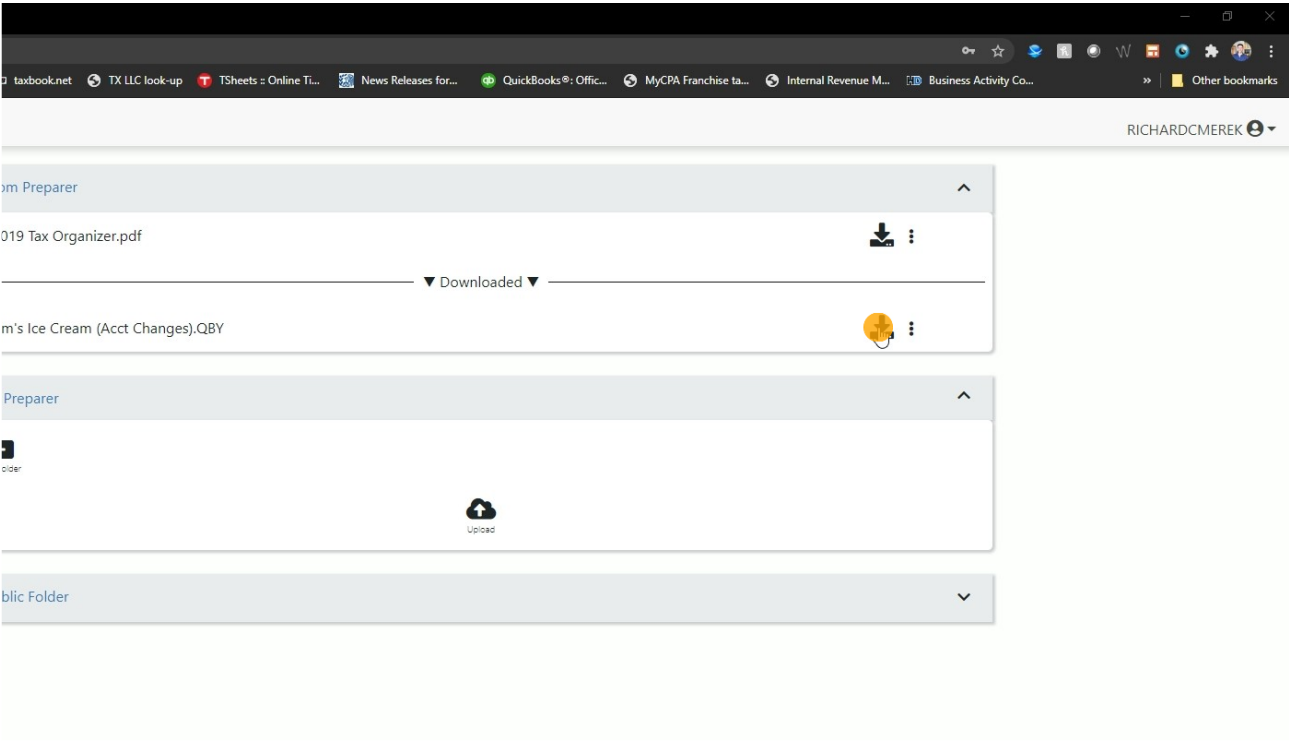 taxbook.net TX LLC look-up TSheets :: Online Ti... News Releases for... QuickBooks®: Offic... MyCPA Franchise ta... Internal Revenue M... Business Activity Co... » Other bookmarks
RICHARDCMEREK
om Preparer
019 Tax Organizer.pdf
▼ Downloaded ▼
m's Ice Cream (Acct Changes).QBY
Preparer
older
Upload
blic Folder